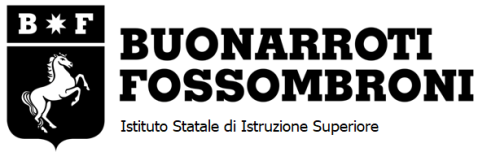 B F
BUONARROTI
FOSSOMBRONI
Istituto Statale di Istruzione Superiore